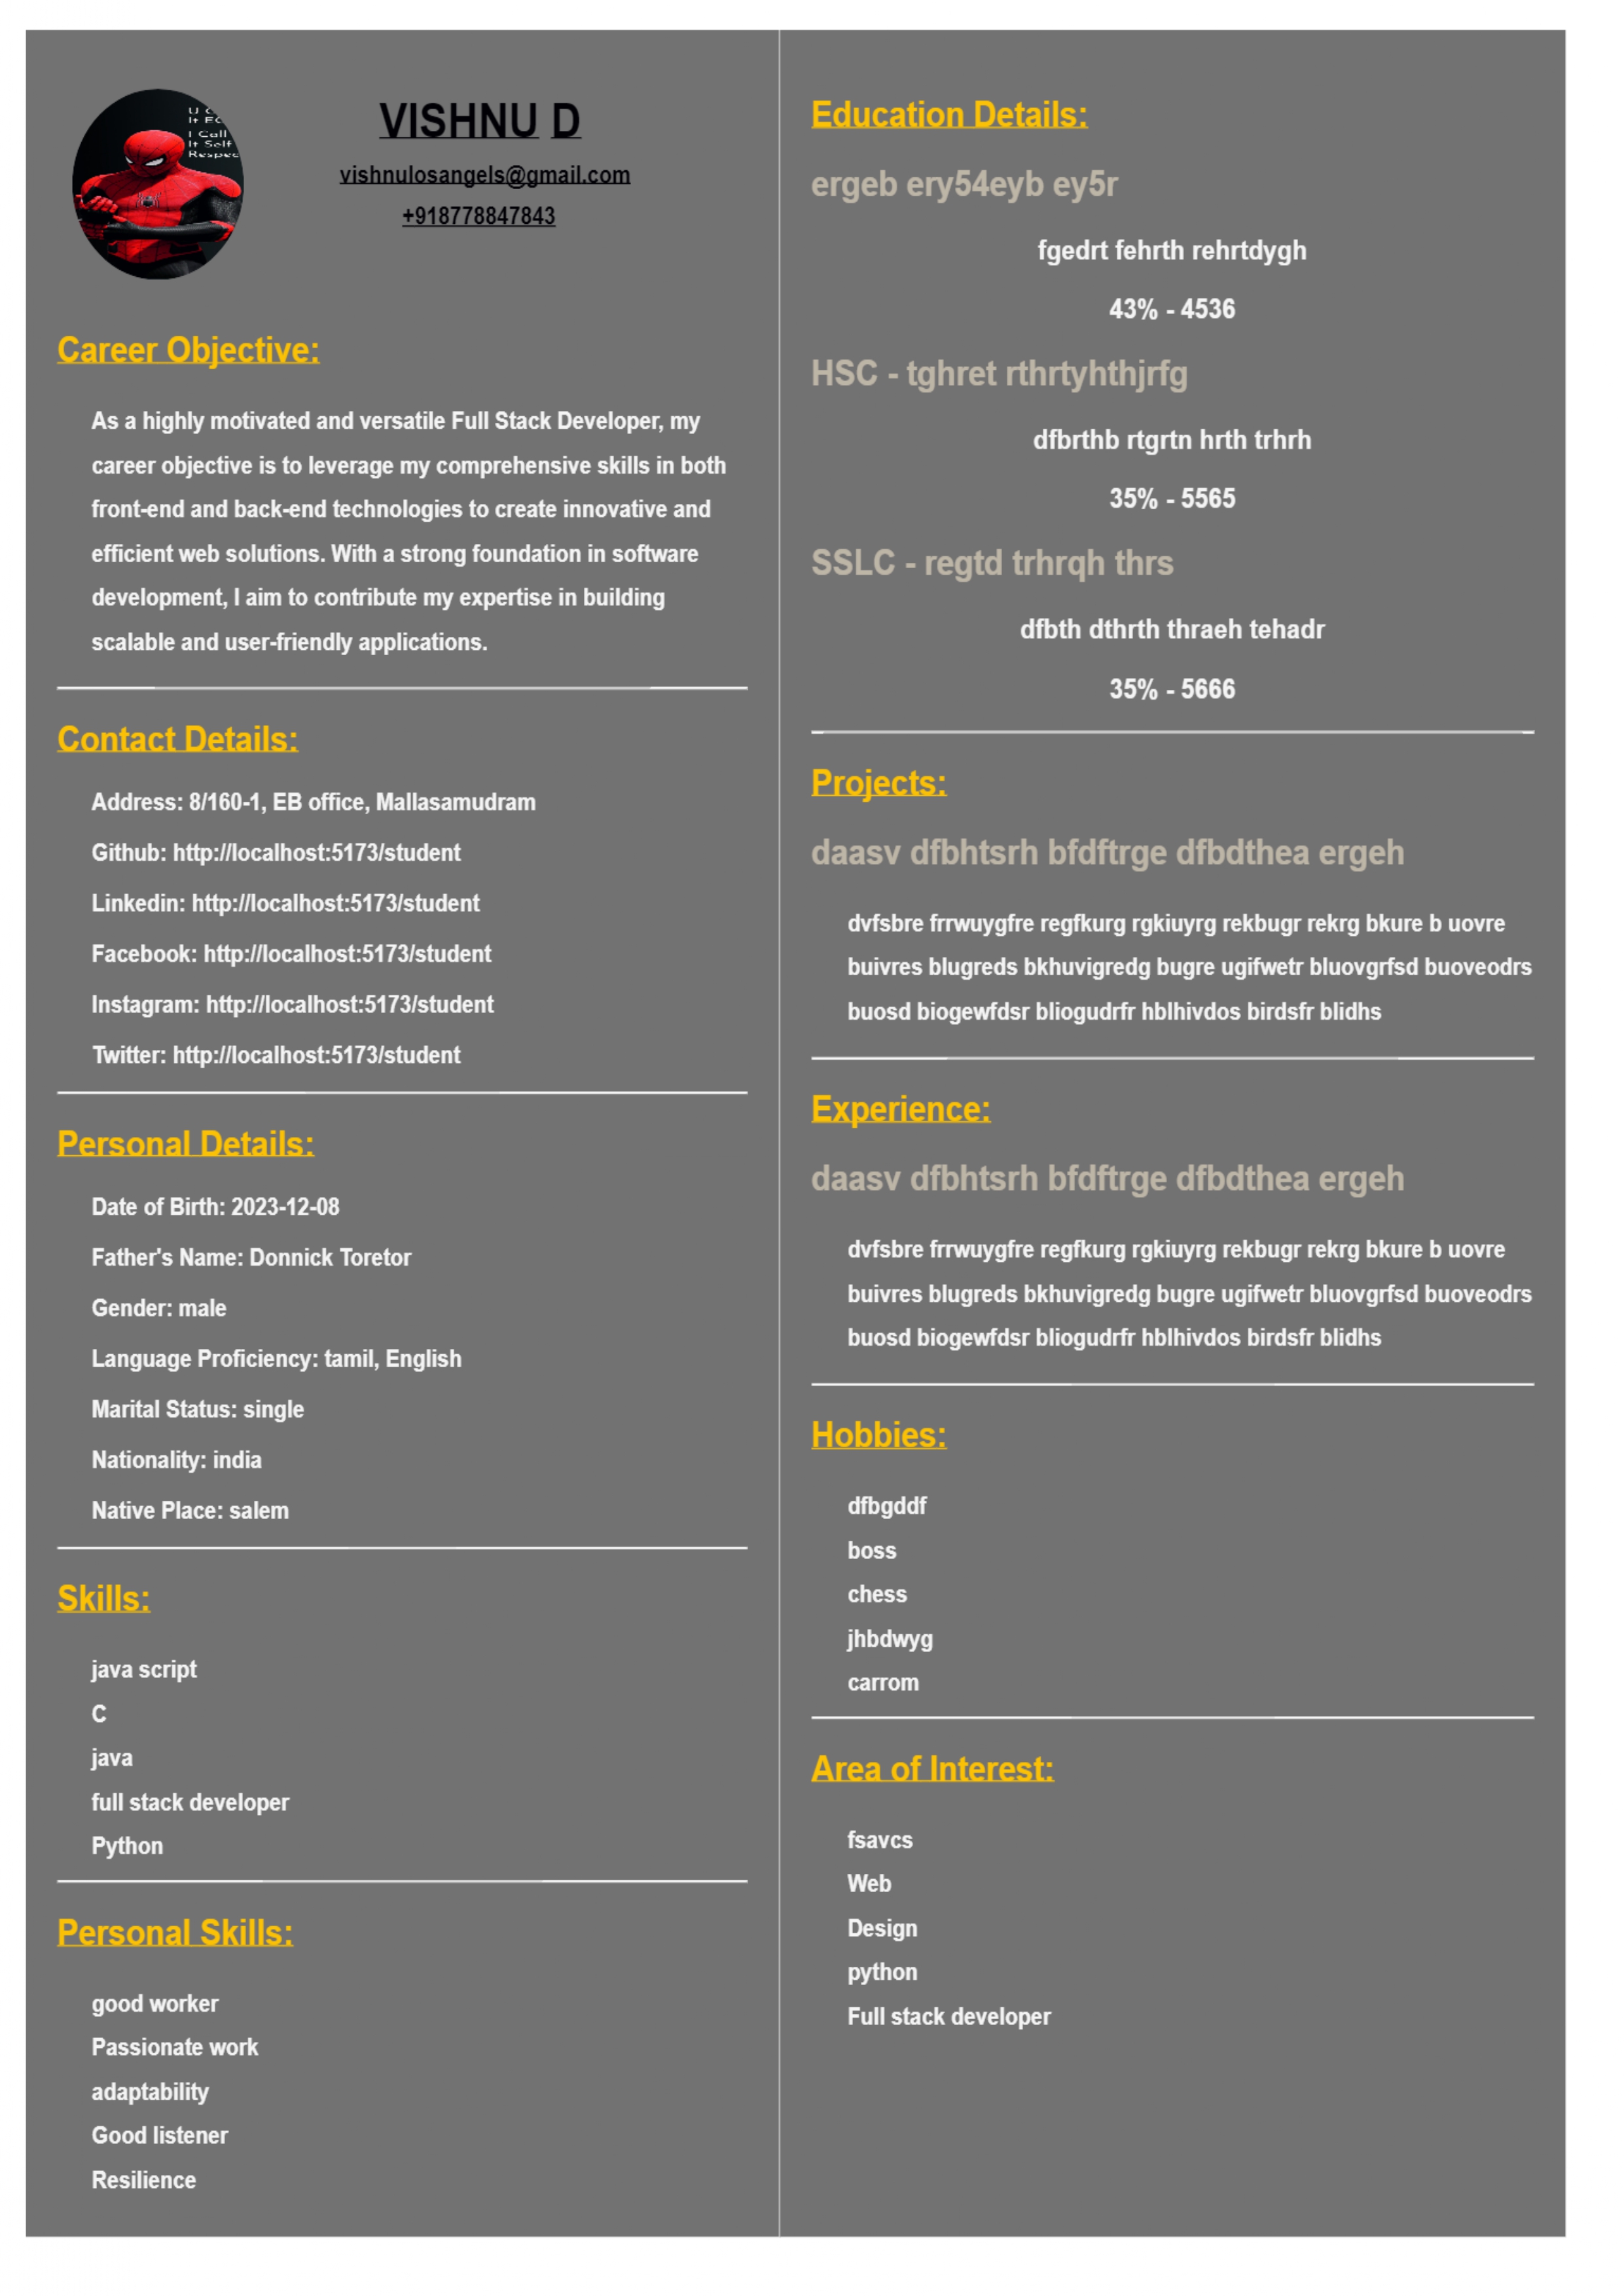 U
It EG
I Call
It Self
Respec
VISHNU D
vishnulosangels@gmail.com
+918778847843
Career Objective:
As a highly motivated and versatile Full Stack Developer, my
career objective is to leverage my comprehensive skills in both
front-end and back-end technologies to create innovative and
efficient web solutions. With a strong foundation in software
development, I aim to contribute my expertise in building
scalable and user-friendly applications.
Contact Details:
Address: 8/160-1, EB office, Mallasamudram
Github: http://localhost:5173/student
Linkedin: http://localhost:5173/student
Facebook: http://localhost:5173/student
Instagram: http://localhost:5173/student
Twitter: http://localhost:5173/student
Personal Details:
Date of Birth: 2023-12-08
Father's Name: Donnick Toretor
Gender: male
Language Proficiency: tamil, English
Marital Status: single
Nationality: india
Native Place: salem
Skills:
java script
C
java
full stack developer
Python
Personal Skills:
good worker
Passionate work
adaptability
Good listener
Resilience
Education Details:
ergeb ery54eyb ey5r
fgedrt fehrth rehrtdygh
43% - 4536
HSC - tghret rthrtyhthjrfg
dfbrthb rtgrtn hrth trhrh
35% - 5565
SSLC - regtd trhrqh thrs
dfbth dthrth thraeh tehadr
35% - 5666
Projects:
daasv dfbhtsrh bfdftrge dfbdthea ergeh
dvfsbre frrwuygfre regfkurg rgkiuyrg rekbugr rekrg bkure b uovre
buivres blugreds bkhuvigredg bugre ugifwetr bluovgrfsd buoveodrs
buosd biogewfdsr bliogudrfr hblhivdos birdsfr blidhs
Experience:
daasv dfbhtsrh bfdftrge dfbdthea ergeh
dvfsbre frrwuygfre regfkurg rgkiuyrg rekbugr rekrg bkure b uovre
buivres blugreds bkhuvigredg bugre ugifwetr bluovgrfsd buoveodrs
buosd biogewfdsr bliogudrfr hblhivdos birdsfr blidhs
Hobbies:
dfbgddf
boss
chess
jhbdwyg
carrom
Area of Interest:
fsavcs
Web
Design
python
Full stack developer